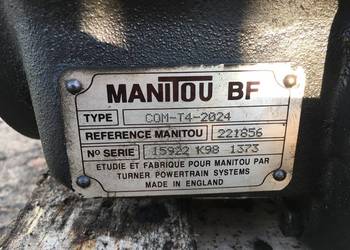 MANITOU BF
TYPE COM-T4-2024
REFERENCE MANITOU 221856
No SERIE 15922 K98 1373
ETUDIE ET FABRIQUE POUR MANITOU PAR
TURNER POWERTRAIN SYSTEMS
MADE IN ENGLAND